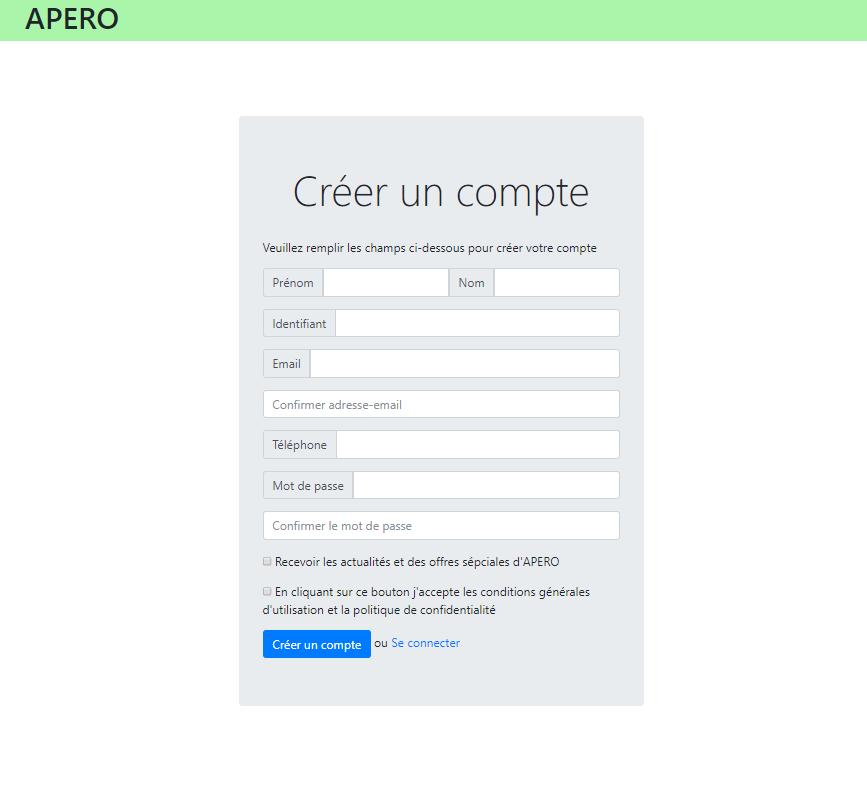 APERO
Créer un compte
Veuillez remplir les champs ci-dessous pour créer votre compte
Prénom Nom
Identifiant
Email
Confirmer adresse-email
Téléphone
Mot de passe
Confirmer le mot de passe
Recevoir les actualités et des offres sépciales d'APERO
En cliquant sur ce bouton j'accepte les conditions générales
d'utilisation et la politique de confidentialité
Créer un compte ou Se connecter